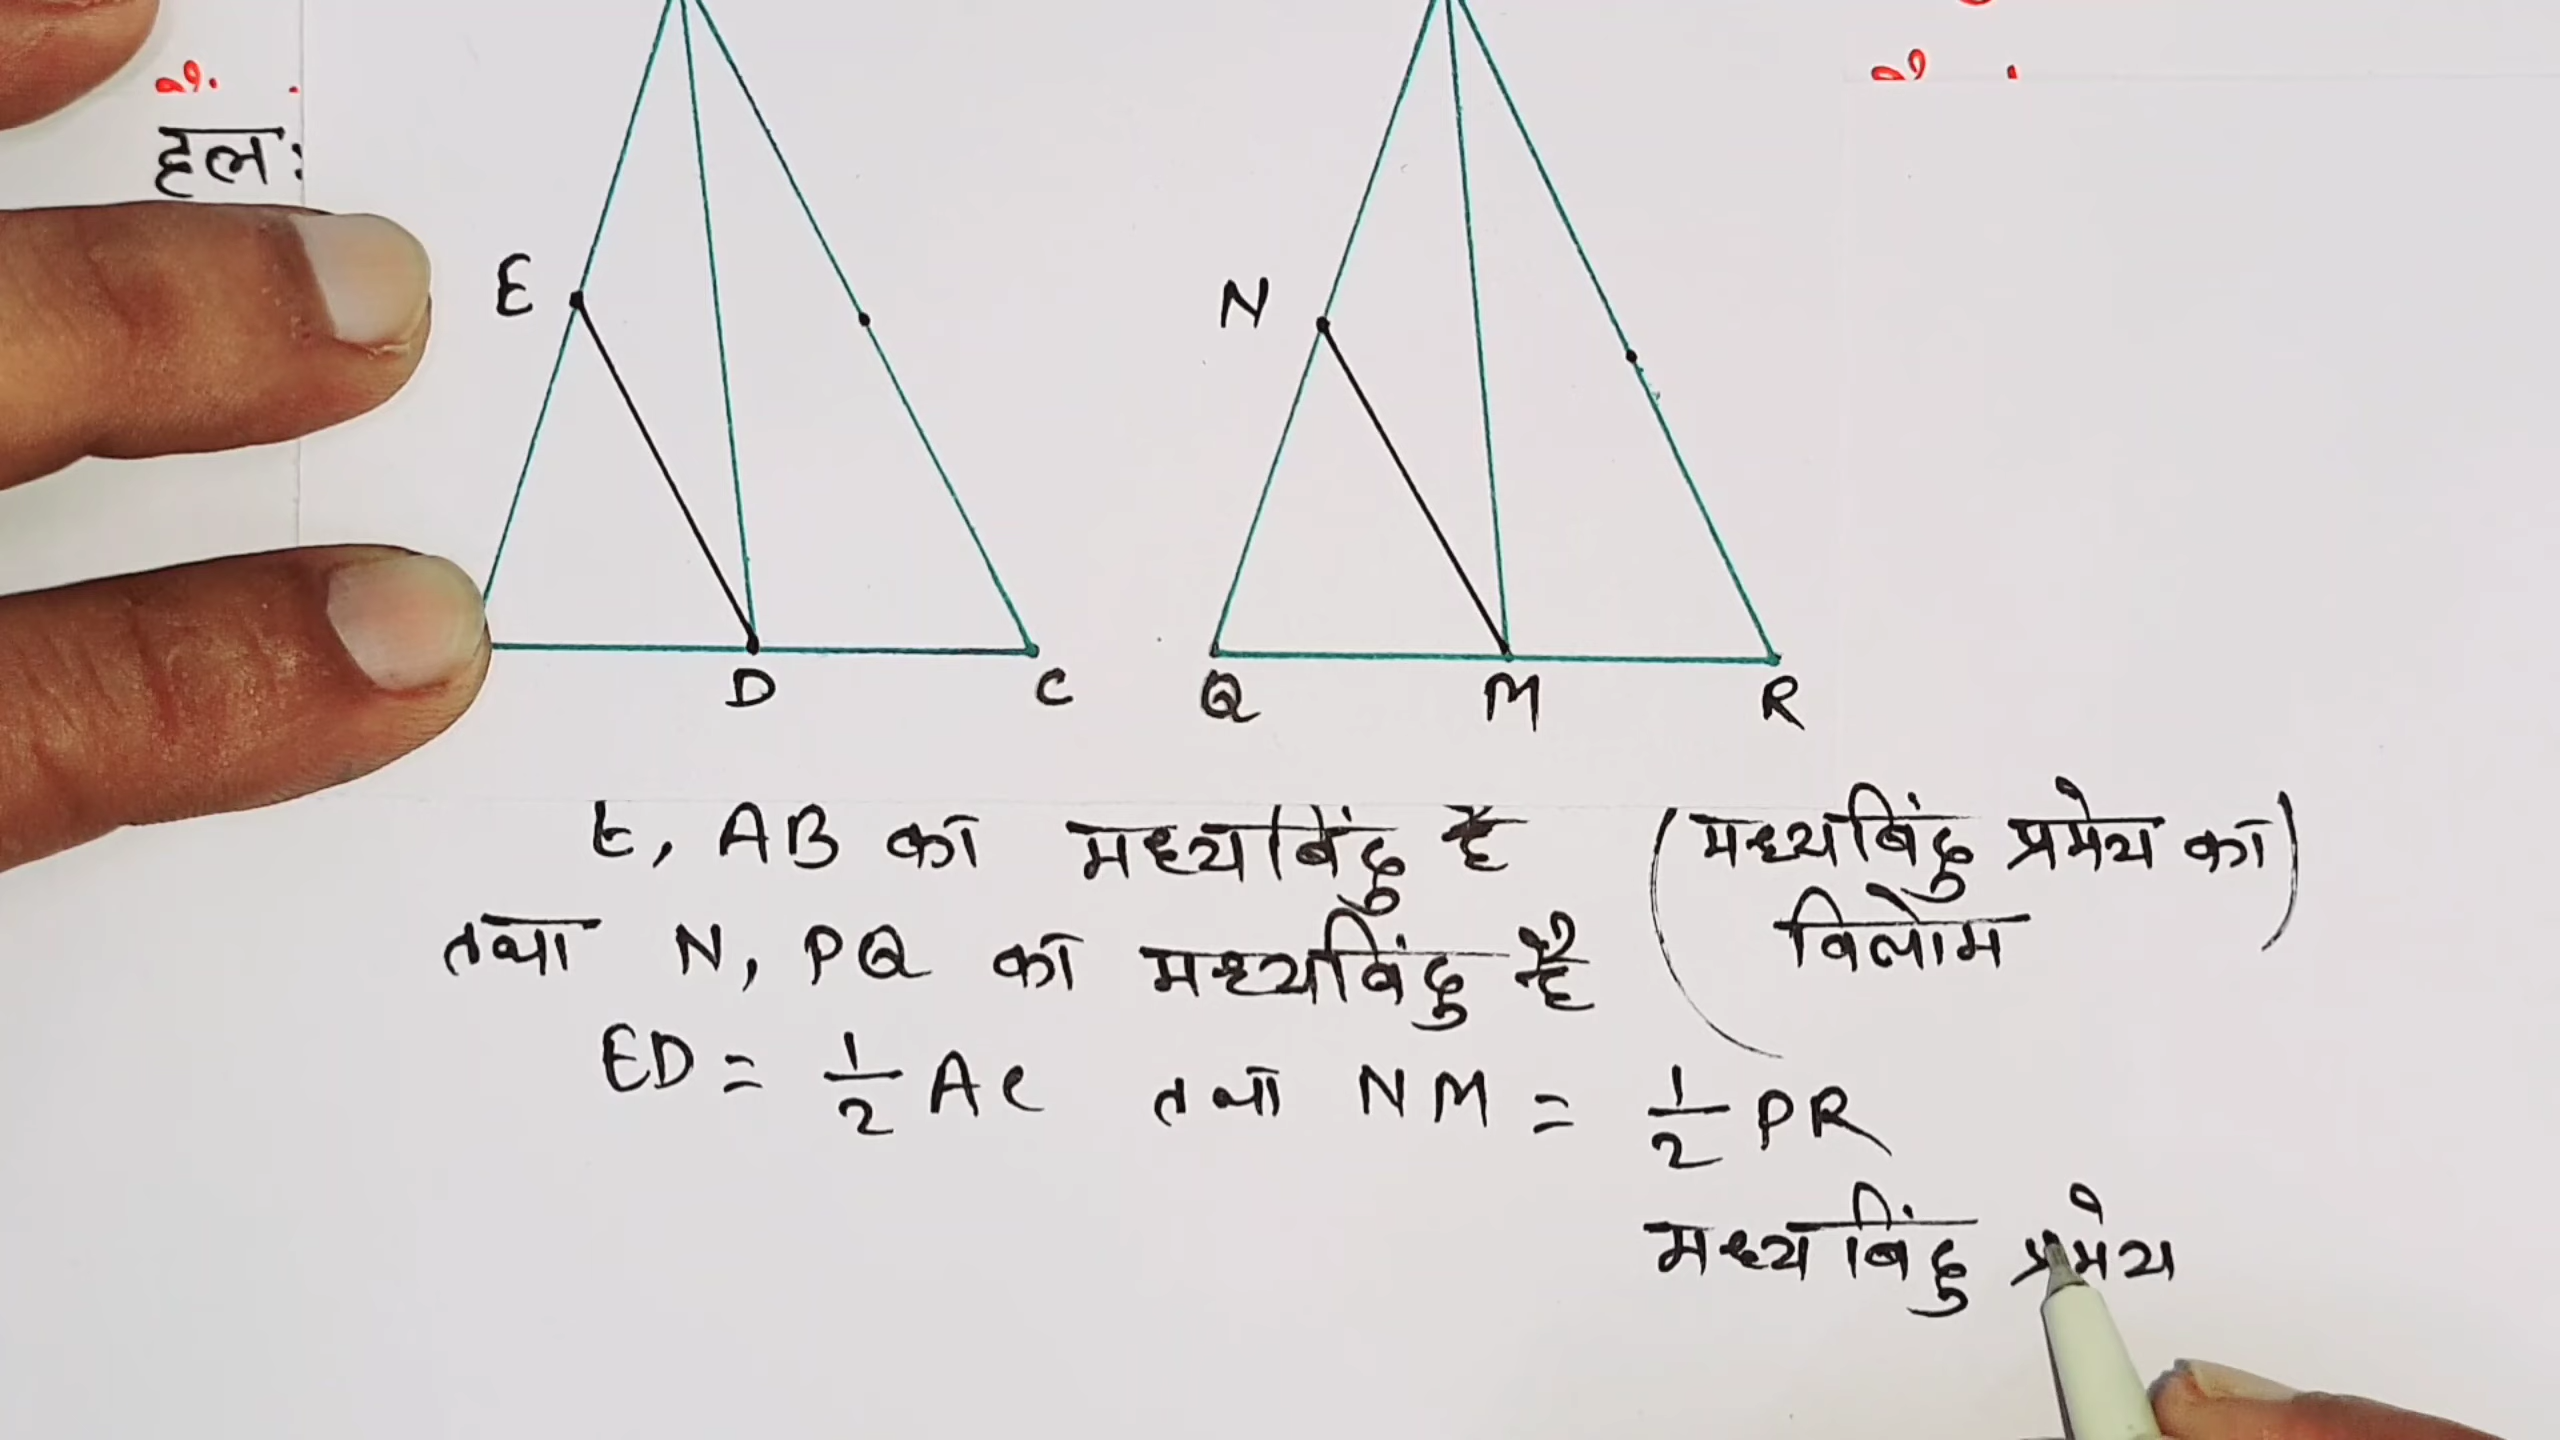 हल:
E
N
D C Q M R
E, AB का मध्यबिंदु है (मध्यबिंदु प्रमेय का
विलोम)
तथा N, PQ का मध्यबिंदु है
ED = 1/2 AC तथा NM = 1/2 PR
मध्यबिंदु प्रमेय